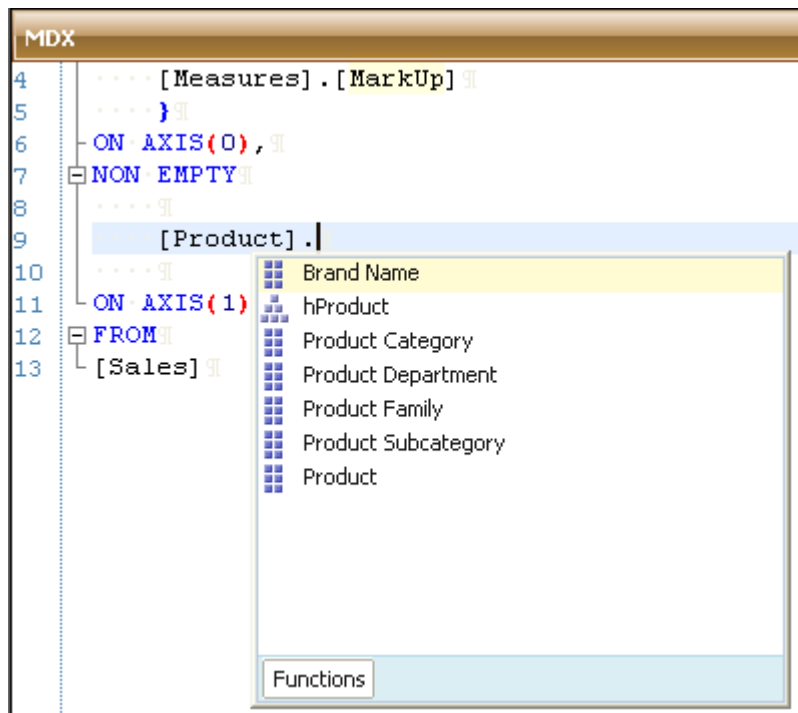 MDX
4 [Measures].[MarkUp]
5 }
6 ON AXIS(0),
7 NON EMPTY
8
9 [Product].
10
11 ON AXIS(1)
12 FROM
13 [Sales]
Brand Name
hProduct
Product Category
Product Department
Product Family
Product Subcategory
Product
Functions